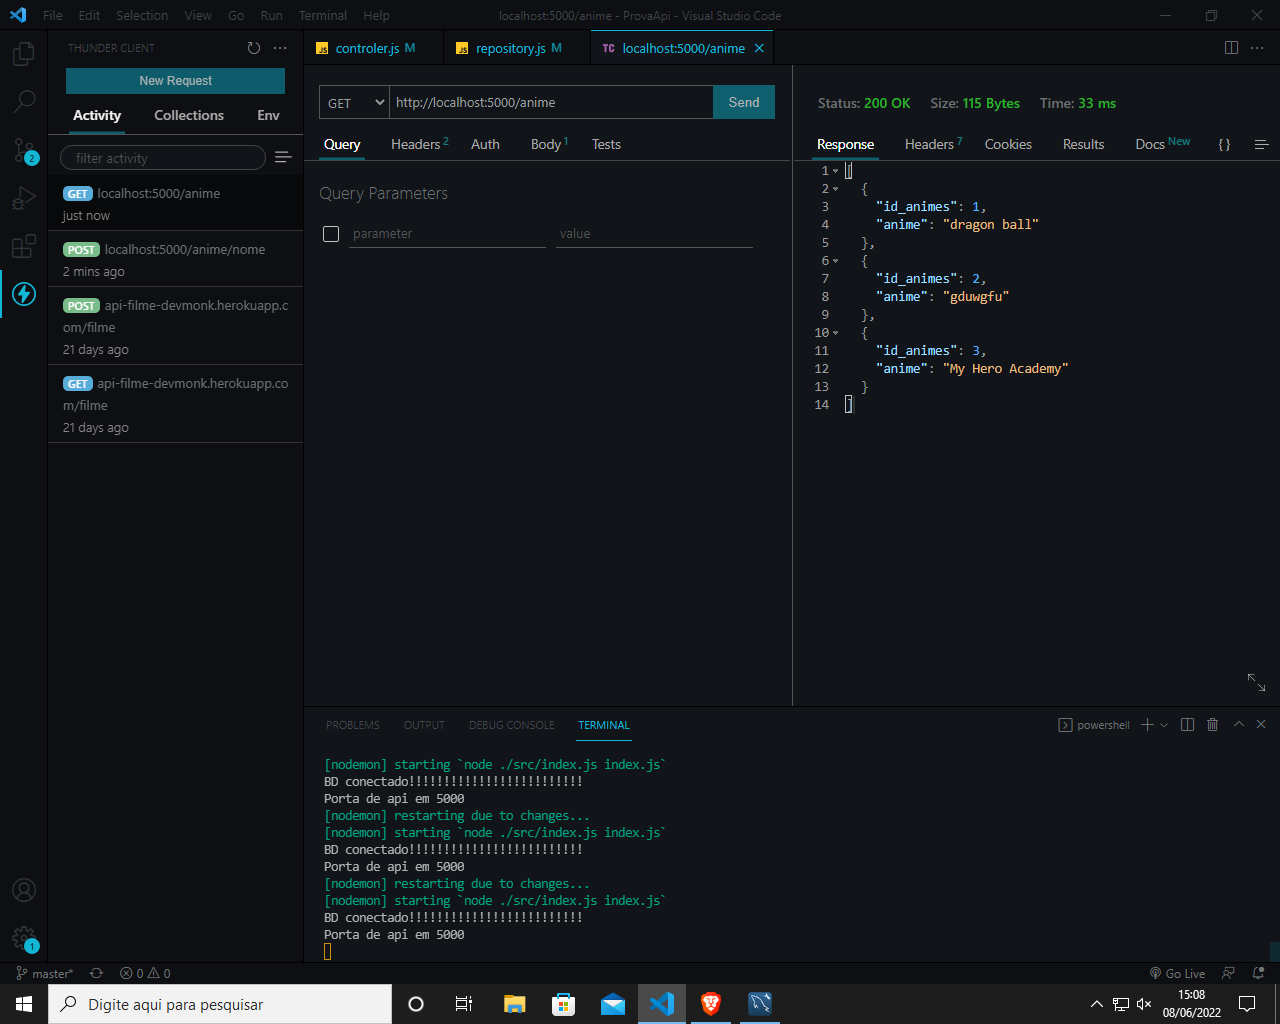 File Edit Selection View Go Run Terminal Help
localhost:5000/anime - ProvaApi - Visual Studio Code
THUNDER CLIENT
New Request
Activity Collections Env
filter activity
GET localhost:5000/anime
just now
POST localhost:5000/anime/nome
2 mins ago
POST api-filme-devmonk.herokuapp.c
om/filme
21 days ago
GET api-filme-devmonk.herokuapp.co
m/filme
21 days ago
2
1
JS controler.js M
JS repository.js M
TC localhost:5000/anime
GET http://localhost:5000/anime Send
Query Headers 2 Auth Body 1 Tests
Query Parameters
parameter value
Status: 200 OK Size: 115 Bytes Time: 33 ms
Response Headers 7 Cookies Results Docs New { }
1 [
2 {
3 "id_animes": 1,
4 "anime": "dragon ball"
5 },
6 {
7 "id_animes": 2,
8 "anime": "gduwgfu"
9 },
10 {
11 "id_animes": 3,
12 "anime": "My Hero Academy"
13 }
14 ]
PROBLEMS OUTPUT DEBUG CONSOLE TERMINAL
powershell
[nodemon] starting `node ./src/index.js index.js`
BD conectado!!!!!!!!!!!!!!!!!!!!!!!!!
Porta de api em 5000
[nodemon] restarting due to changes...
[nodemon] starting `node ./src/index.js index.js`
BD conectado!!!!!!!!!!!!!!!!!!!!!!!!!
Porta de api em 5000
[nodemon] restarting due to changes...
[nodemon] starting `node ./src/index.js index.js`
BD conectado!!!!!!!!!!!!!!!!!!!!!!!!!
Porta de api em 5000
master* 0 0
Go Live
Digite aqui para pesquisar
15:08
08/06/2022